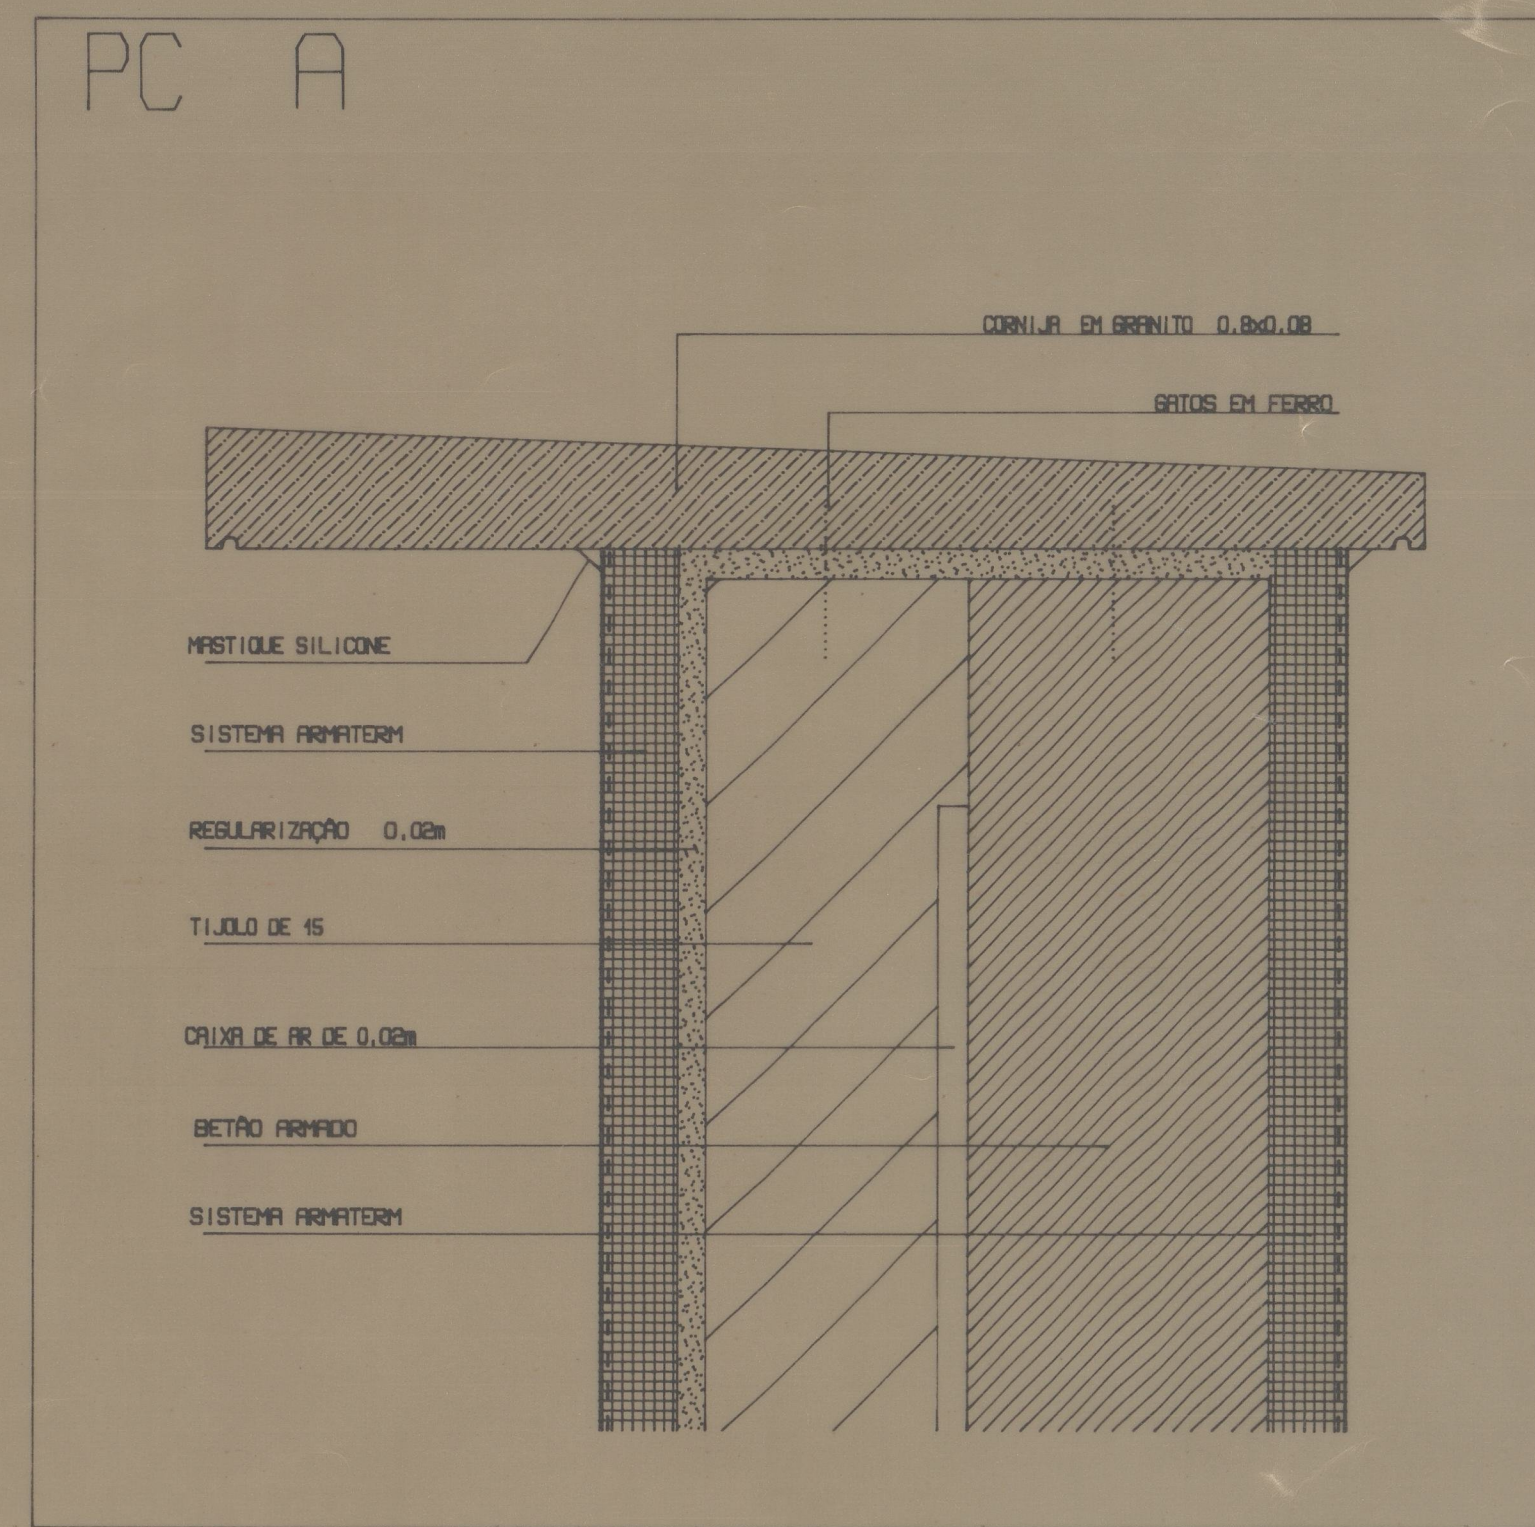 PC A
CORNIJA EM GRANITO 0.8x0.08
GATOS EM FERRO
MASTIQUE SILICONE
SISTEMA ARMATERM
REGULARIZAÇÃO 0.02m
TIJOLO DE 15
CAIXA DE AR DE 0.02m
BETÃO ARMADO
SISTEMA ARMATERM